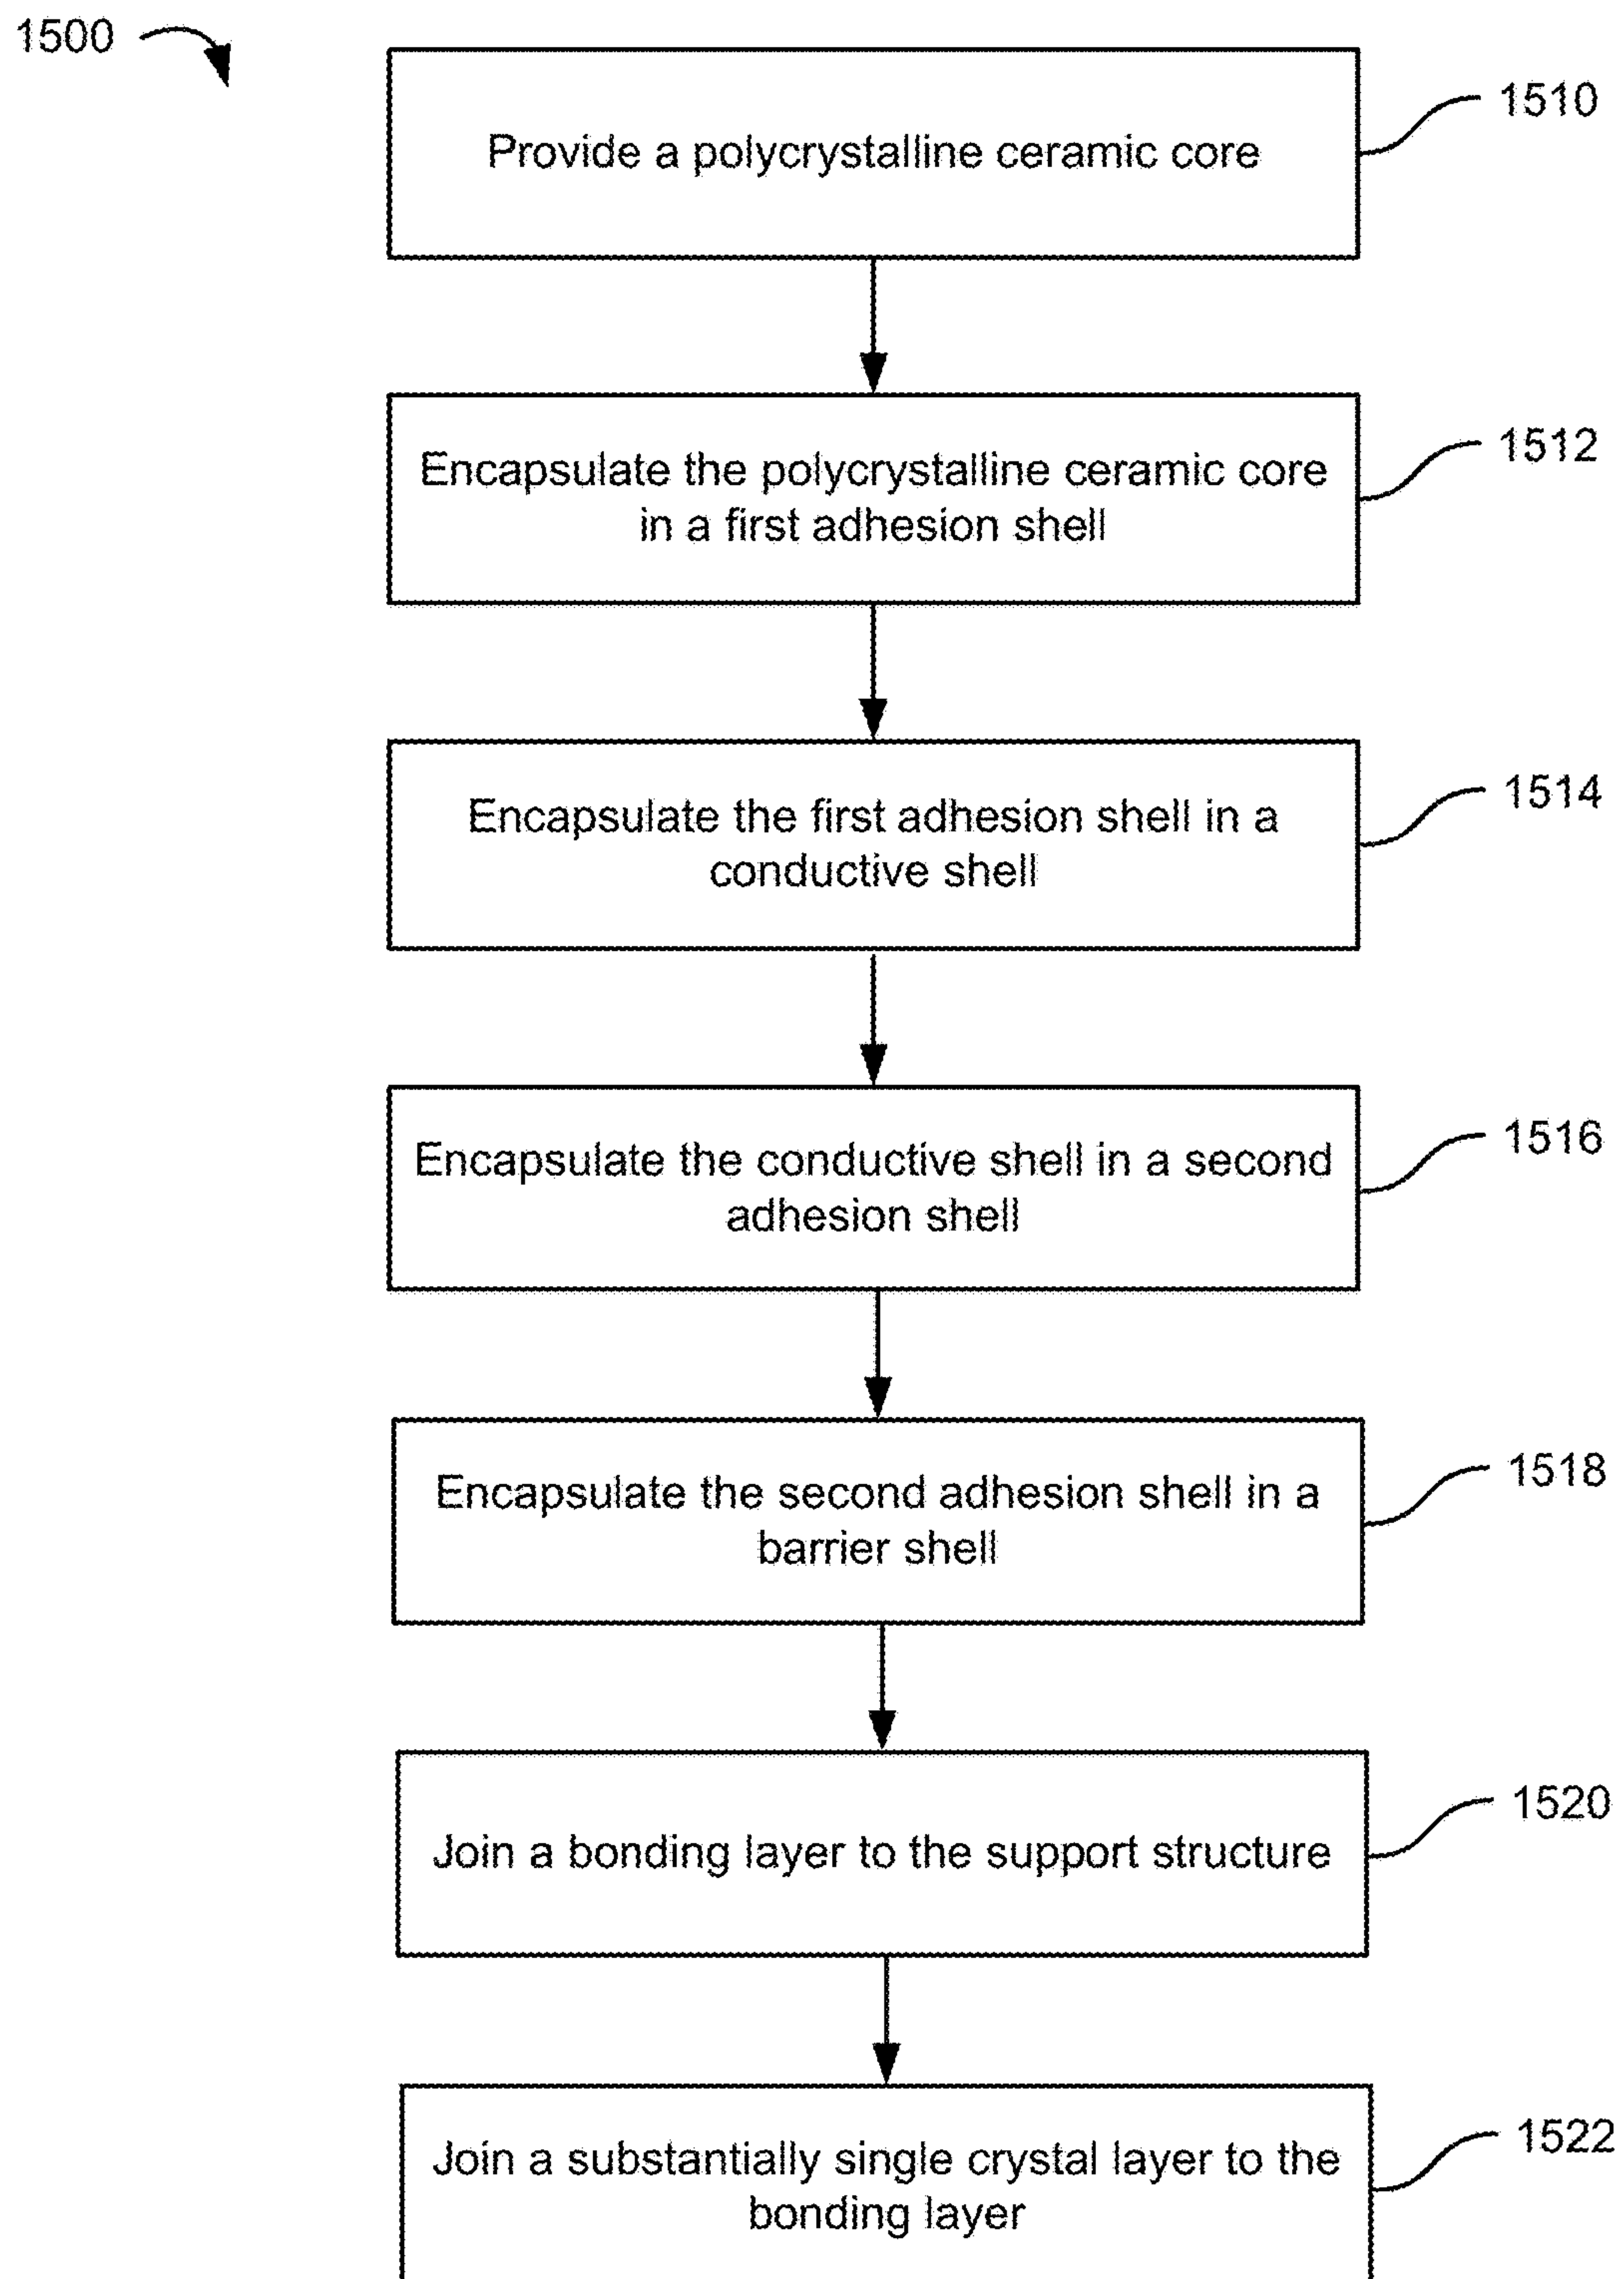 1500
Provide a polycrystalline ceramic core
1510
Encapsulate the polycrystalline ceramic core
in a first adhesion shell
1512
Encapsulate the first adhesion shell in a
conductive shell
1514
Encapsulate the conductive shell in a second
adhesion shell
1516
Encapsulate the second adhesion shell in a
barrier shell
1518
Join a bonding layer to the support structure
1520
Join a substantially single crystal layer to the
bonding layer
1522